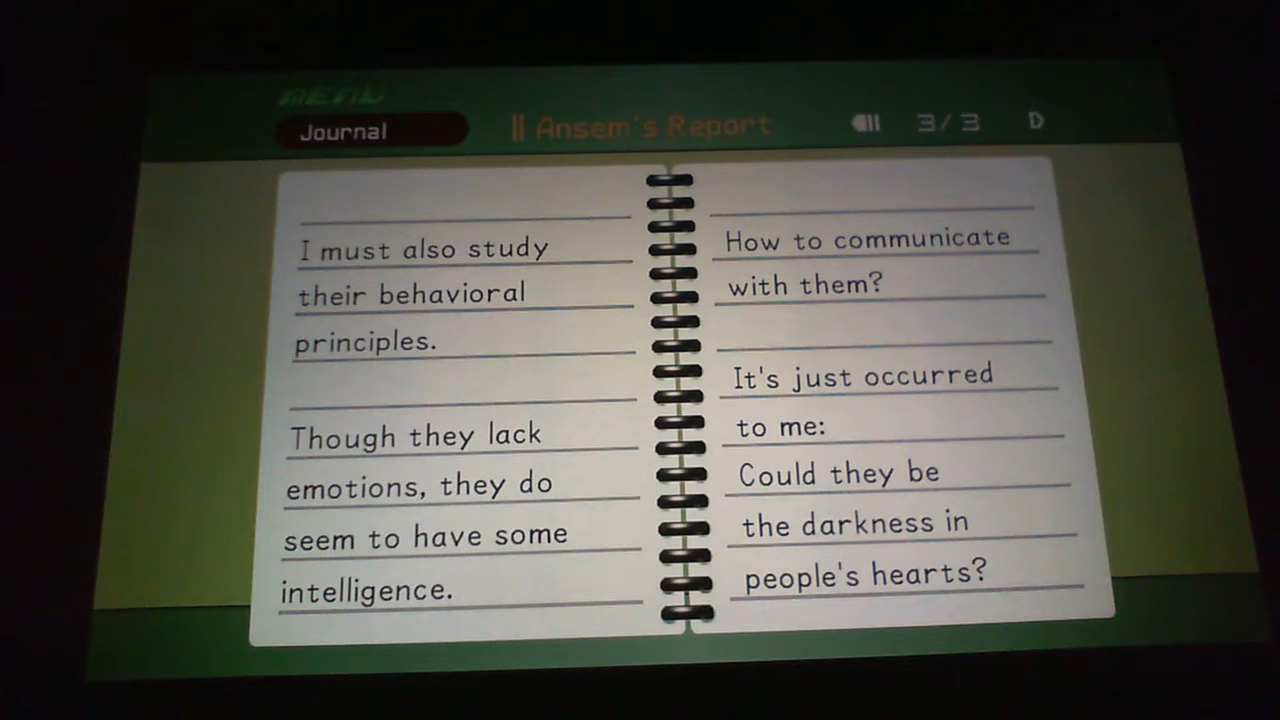 MENU
Journal
Ansem's Report
3/3
I must also study
their behavioral
principles.
Though they lack
emotions, they do
seem to have some
intelligence.
How to communicate
with them?
It's just occurred
to me:
Could they be
the darkness in
people's hearts?